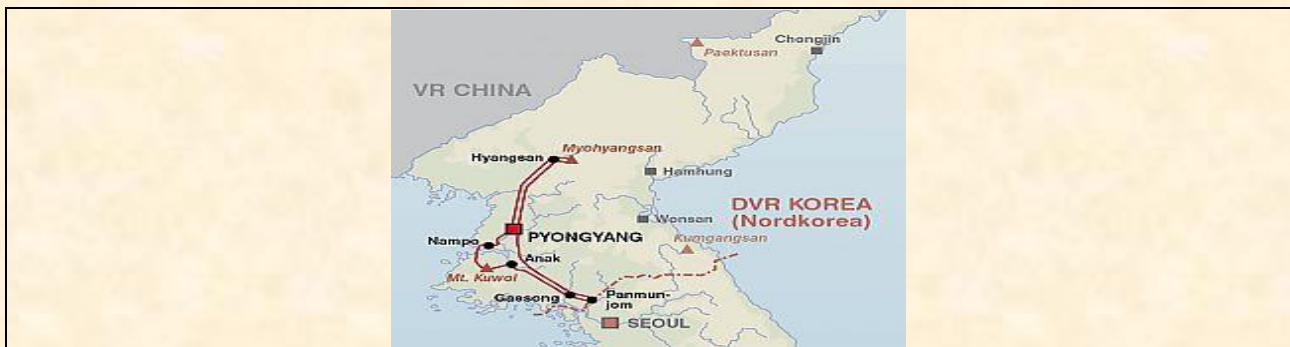 Chongjin
Paektusan
VR CHINA
Hyangsan
Myohyangsan
Hamhung
DVR KOREA
(Nordkorea)
Wonsan
PYONGYANG
Kumgangsan
Nampo
Anak
Mt. Kuwol
Gaesong
Panmun-
jom
SEOUL